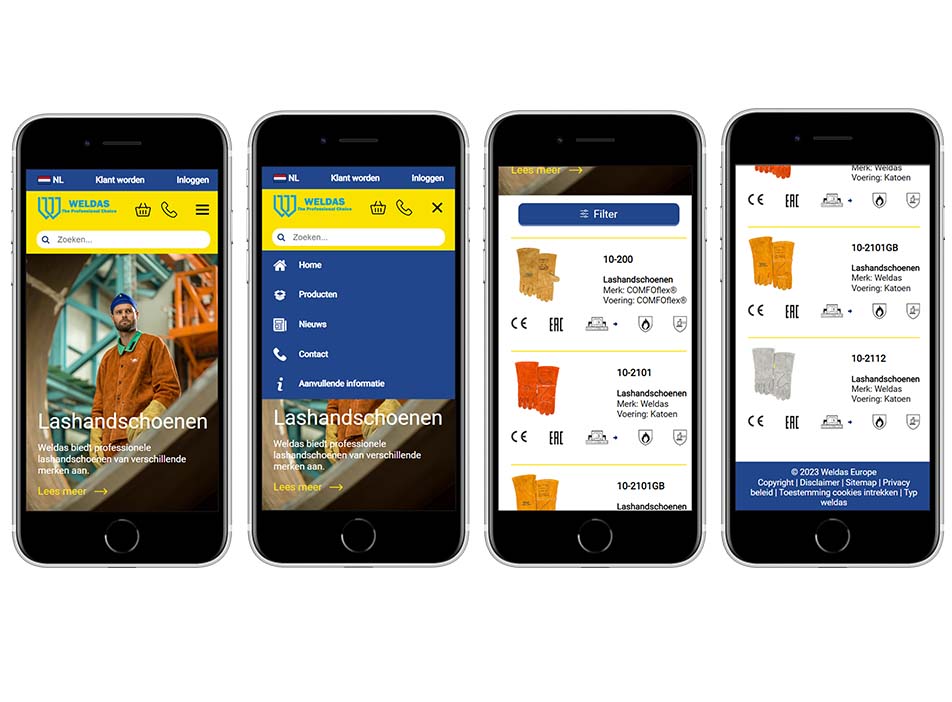 NL Klant worden Inloggen
WELDAS
The Professional Choice
Zoeken...
Lashandschoenen
Weldas biedt professionele
lashandschoenen van verschillende
merken aan.
Lees meer
NL Klant worden Inloggen
WELDAS
The Professional Choice
Zoeken...
Home
Producten
Nieuws
Contact
Aanvullende informatie
Lashandschoenen
Weldas biedt professionele
lashandschoenen van verschillende
merken aan.
Lees meer
Lees meer
Filter
10-200
Lashandschoenen
Merk: COMFOflex®
Voering: COMFOflex®
CE EAC
10-2101
Lashandschoenen
Merk: Weldas
Voering: Katoen
CE EAC
10-2101GB
Lashandschoenen
Merk: Weldas
Voering: Katoen
CE EAC
10-2101GB
Lashandschoenen
Merk: Weldas
Voering: Katoen
CE EAC
10-2112
Lashandschoenen
Merk: Weldas
Voering: Katoen
CE EAC
© 2023 Weldas Europe
Copyright | Disclaimer | Sitemap | Privacy
beleid | Toestemming cookies intrekken | Typ
weldas